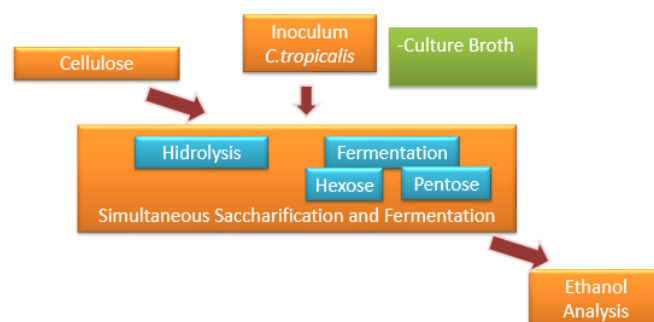 Inoculum
C.tropicalis
-Culture Broth
Cellulose
Hidrolysis
Fermentation
Hexose
Pentose
Simultaneous Saccharification and Fermentation
Ethanol
Analysis